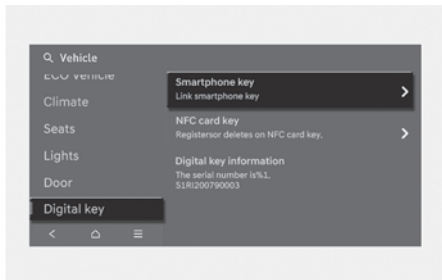 Vehicle
ECO Vehicle
Climate
Seats
Lights
Door
Digital key
Smartphone key
Link smartphone key
NFC card key
Registersor deletes on NFC card key.
Digital key information
The serial number is%1,
S1RI200790003